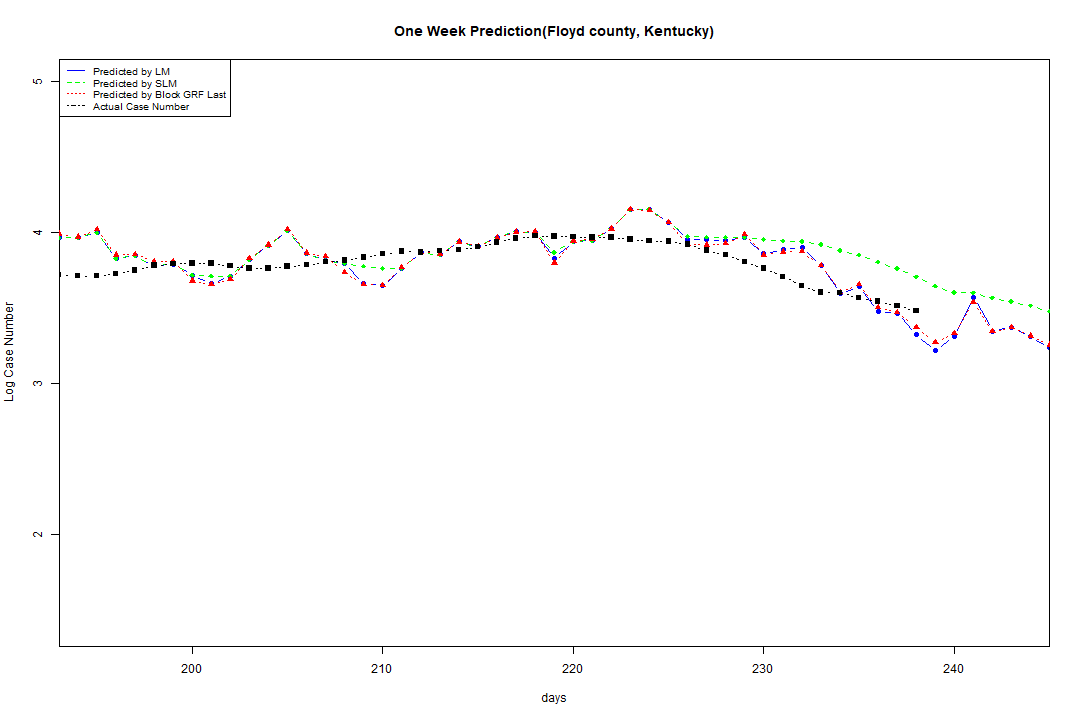 One Week Prediction(Floyd county, Kentucky)
Predicted by LM
Predicted by SLM
Predicted by Block GRF Last
Actual Case Number
5
4
3
2
Log Case Number
200 210 220 230 240
days